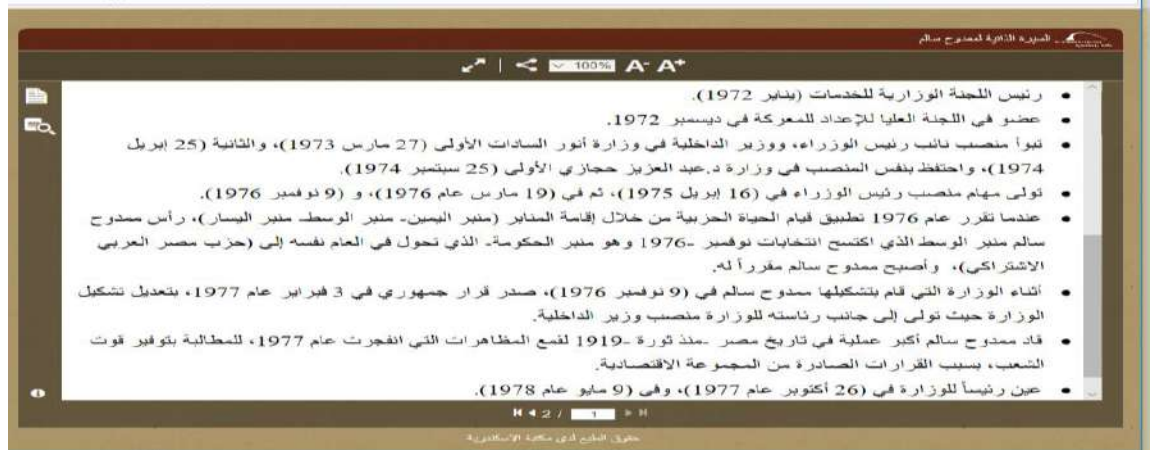 السيرة الذاتية لممدوح سالم
A- A+ 100%
• رئيس اللجنة الوزارية للخدمات (يناير 1972).
• عضو في اللجنة العليا للإعداد للمعركة في ديسمبر 1972.
• تبوأ منصب نائب رئيس الوزراء، ووزير الداخلية في وزارة أنور السادات الأولى (27 مارس 1973)، والثانية (25 إبريل
1974)، واحتفظ بنفس المنصب في وزارة د.عبد العزيز حجازي الأولى (25 سبتمبر 1974).
• تولى مهام منصب رئيس الوزراء في (16 إبريل 1975)، ثم في (19 مارس عام 1976)، و (9 نوفمبر 1976).
• عندما تقرر عام 1976 تطبيق قيام الحياة الحزبية من خلال إقامة المنابر (منبر اليمين- منبر الوسط- منبر اليسار)، رأس ممدوح
سالم منبر الوسط الذي اكتسح انتخابات نوفمبر -1976 وهو منبر الحكومة- الذي تحول في العام نفسه إلى (حزب مصر العربي
الاشتراكي)، وأصبح ممدوح سالم مقرراً له.
• أثناء الوزارة التي قام بتشكيلها ممدوح سالم في (9 نوفمبر 1976)، صدر قرار جمهوري في 3 فبراير عام 1977، بتعديل تشكيل
الوزارة حيث تولى إلى جانب رئاسته للوزارة منصب وزير الداخلية.
• قاد ممدوح سالم أكبر عملية في تاريخ مصر -منذ ثورة -1919 لقمع المظاهرات التي انفجرت عام 1977، للمطالبة بتوفير قوت
الشعب، بسبب القرارات الصادرة من المجموعة الاقتصادية.
• عين رئيساً للوزارة في (26 أكتوبر عام 1977)، وفى (9 مايو عام 1978).
2 / 1
حقوق الطبع لدى مكتبة الإسكندرية